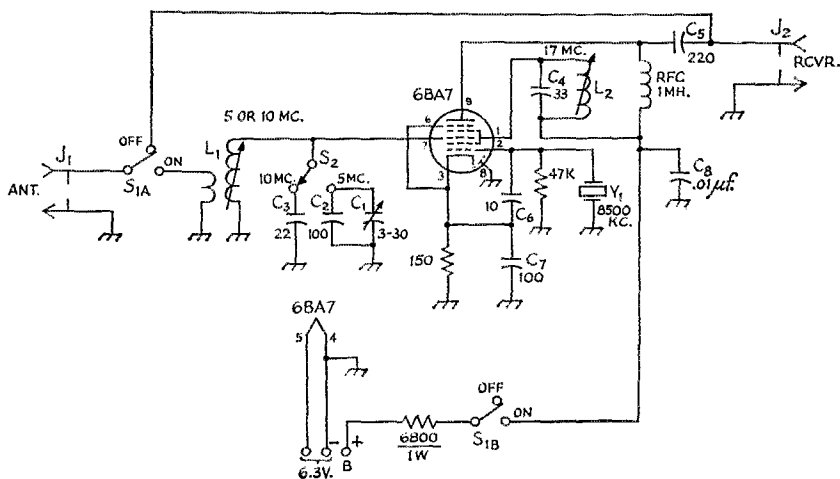 C5
J2
220
17 MC.
RCVR.
C4
33
L2
RFC
1MH.
6BA7
9
5 OR 10 MC.
6
7
1
2
3
8
OFF
L1
J1
S2
ON
S1A
ANT.
10MC.
5MC.
C3
C2
C1
22
100
3-30
10
C6
47K
Y1
8500
KC.
C8
.01 µf.
150
C7
100
6BA7
5
4
OFF
ON
S1B
6800
1W
- +
B
6.3V.